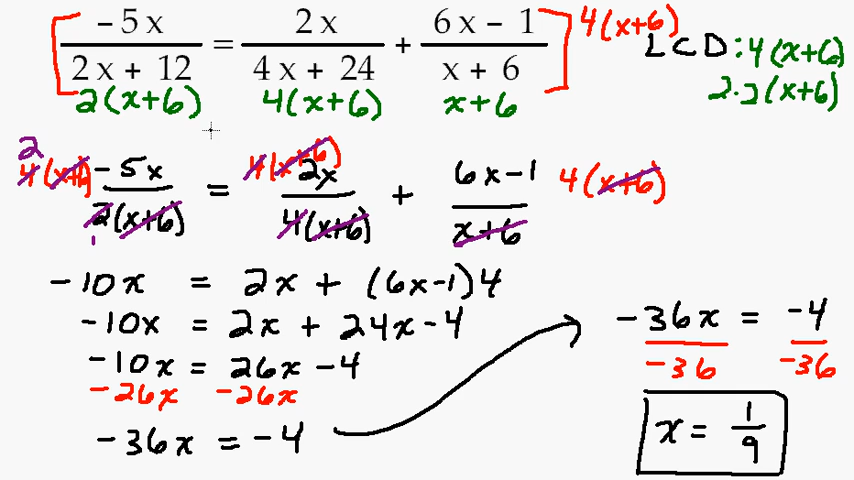 [-5x/(2x + 12) = 2x/(4x + 24) + (6x - 1)/(x + 6)] 4(x+6)
LCD: 4(x+6)
2(x+6) 4(x+6) x+6
2·2(x+6)
2
4(x+6) -5x/(2(x+6)) = 4(x+6) 2x/(4(x+6)) + (6x-1)/(x+6) 4(x+6)
1
-10x = 2x + (6x-1)4
-10x = 2x + 24x - 4
-10x = 26x - 4
-26x -26x
-36x = -4
-36x = -4
-36 -36
x = 1/9